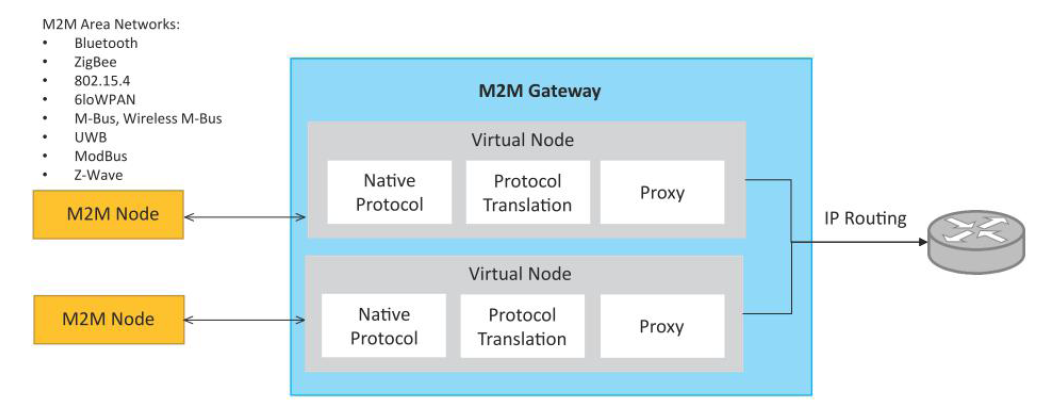 M2M Area Networks:
• Bluetooth
• ZigBee
• 802.15.4
• 6loWPAN
• M-Bus, Wireless M-Bus
• UWB
• ModBus
• Z-Wave
M2M Node
M2M Node
M2M Gateway
Virtual Node
Native
Protocol
Protocol
Translation
Proxy
Virtual Node
Native
Protocol
Protocol
Translation
Proxy
IP Routing